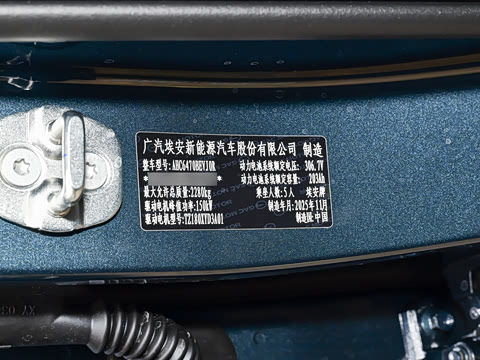 广汽埃安新能源汽车股份有限公司 制造
整车型号: AHC6470BEVJ0R 动力电池系统额定电压: 306.7V
* * 动力电池系统额定容量: 203Ah
最大允许总质量: 2280kg 乘坐人数: 5人 埃安牌
驱动电机峰值功率: 150kW 制造年月: 2025年11月
驱动电机型号: TZ180XYD3A01 制造国: 中国